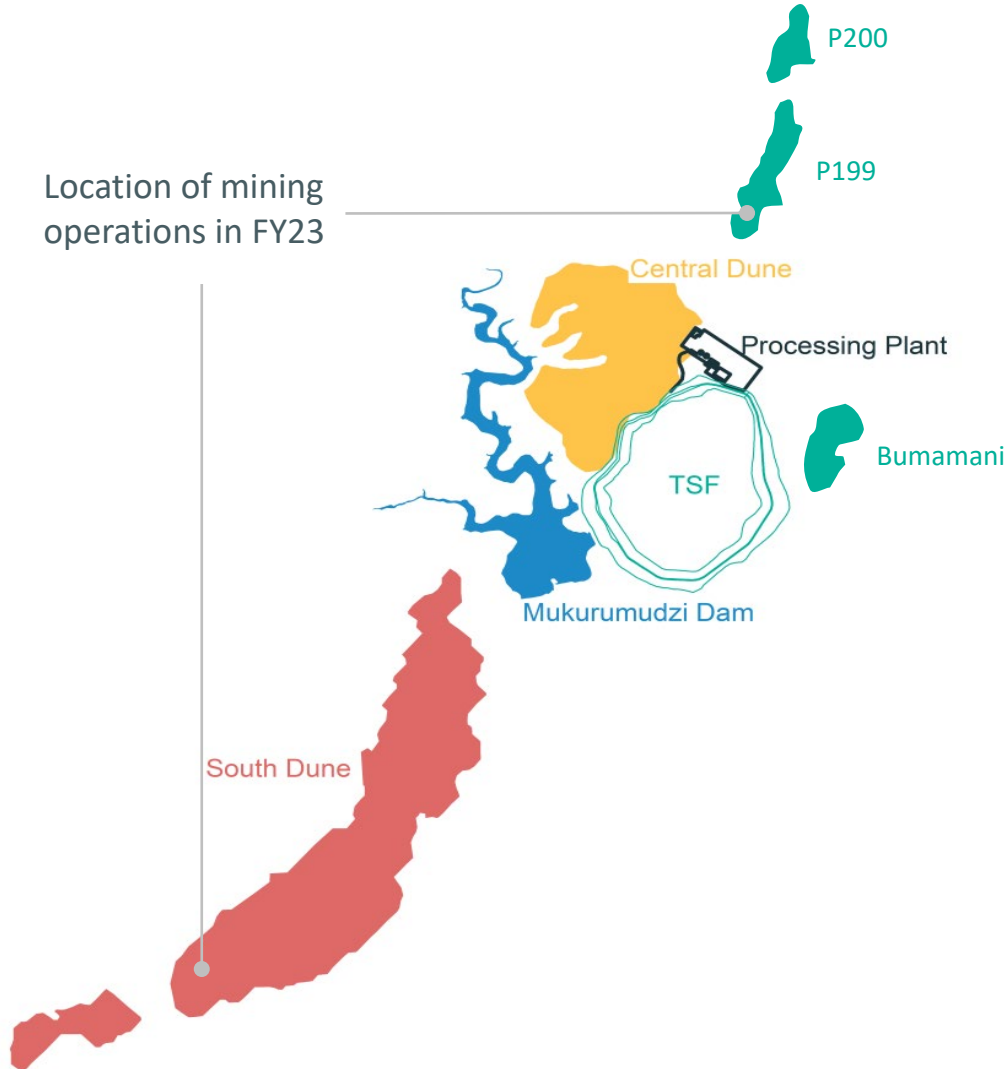 P200
P199
Location of mining
operations in FY23
Central Dune
Processing Plant
Bumamani
TSF
Mukurumudzi Dam
South Dune